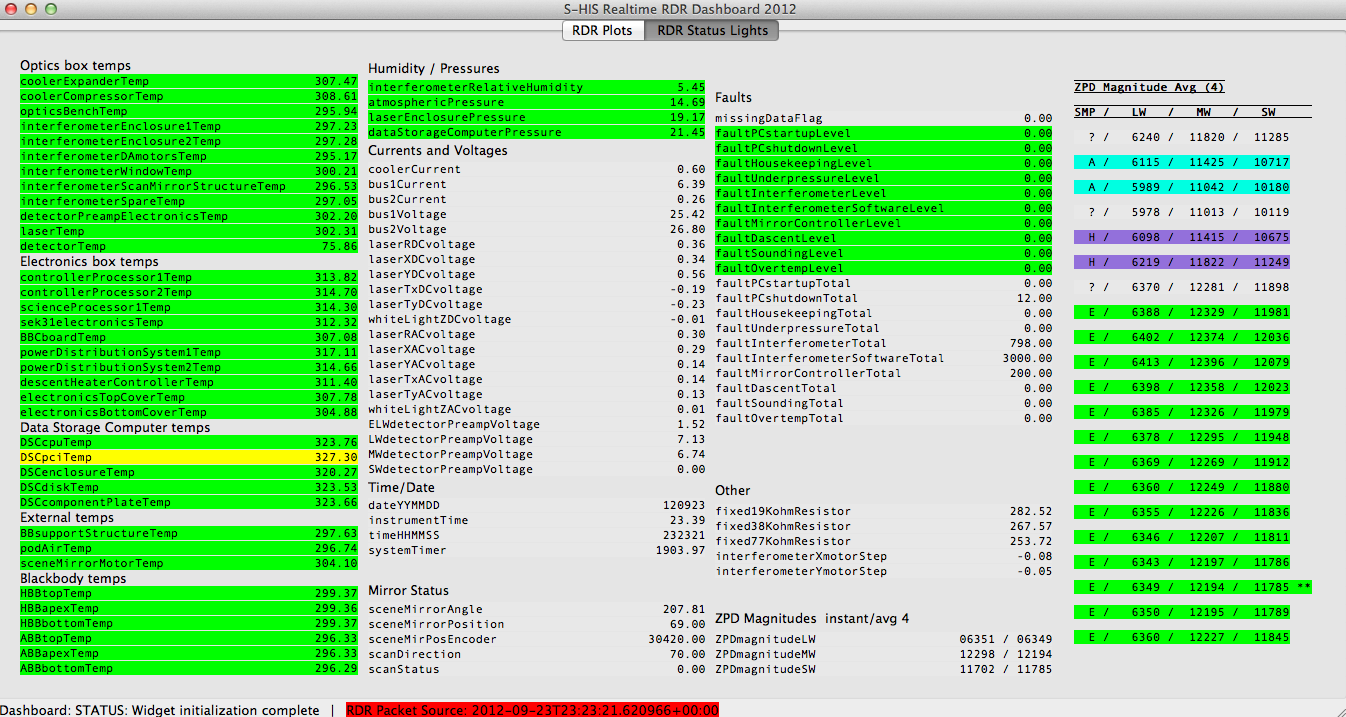 S-HIS Realtime RDR Dashboard 2012
RDR Plots
RDR Status Lights
Optics box temps
coolerExpanderTemp 307.47
coolerCompressorTemp 308.61
opticsBenchTemp 295.94
interferometerEnclosure1Temp 297.23
interferometerEnclosure2Temp 297.28
interferometerDAmotorsTemp 295.17
interferometerWindowTemp 300.21
interferometerScanMirrorStructureTemp 296.53
interferometerSpareTemp 297.05
detectorPreampElectronicsTemp 302.20
laserTemp 302.31
detectorTemp 75.86
Electronics box temps
controllerProcessor1Temp 313.82
controllerProcessor2Temp 314.70
scienceProcessor1Temp 314.30
sek31electronicsTemp 312.32
BBCboardTemp 307.08
powerDistributionSystem1Temp 317.11
powerDistributionSystem2Temp 314.66
descentHeaterControllerTemp 311.40
electronicsTopCoverTemp 307.78
electronicsBottomCoverTemp 304.88
Data Storage Computer temps
DSCcpuTemp 323.76
DSCpciTemp 327.30
DSCenclosureTemp 320.27
DSCdiskTemp 323.53
DSCcomponentPlateTemp 323.66
External temps
BBsupportStructureTemp 297.63
podAirTemp 296.74
sceneMirrorMotorTemp 304.10
Blackbody temps
HBBtopTemp 299.37
HBBapexTemp 299.36
HBBbottomTemp 299.37
ABBtopTemp 296.33
ABBapexTemp 296.33
ABBbottomTemp 296.29
Humidity / Pressures
interferometerRelativeHumidity 5.45
atmosphericPressure 14.69
laserEnclosurePressure 19.17
dataStorageComputerPressure 21.45
Currents and Voltages
coolerCurrent 0.60
bus1Current 6.39
bus2Current 0.26
bus1Voltage 25.42
bus2Voltage 26.80
laserRDCvoltage 0.36
laserXDCvoltage 0.34
laserYDCvoltage 0.56
laserTxDCvoltage -0.19
laserTyDCvoltage -0.23
whiteLightZDCvoltage -0.01
laserRACvoltage 0.30
laserXACvoltage 0.29
laserYACvoltage 0.14
laserTxACvoltage 0.14
laserTyACvoltage 0.13
whiteLightZACvoltage 0.01
ELWdetectorPreampVoltage 1.52
LWdetectorPreampVoltage 7.13
MWdetectorPreampVoltage 6.74
SWdetectorPreampVoltage 0.00
Time/Date
dateYYMMDD 120923
instrumentTime 23.39
timeHHMMSS 232321
systemTimer 1903.97
Mirror Status
sceneMirrorAngle 207.81
sceneMirrorPosition 69.00
sceneMirPosEncoder 30420.00
scanDirection 70.00
scanStatus 0.00
Faults
missingDataFlag 0.00
faultPCstartupLevel 0.00
faultPCshutdownLevel 0.00
faultHousekeepingLevel 0.00
faultUnderpressureLevel 0.00
faultInterferometerLevel 0.00
faultInterferometerSoftwareLevel 0.00
faultMirrorControllerLevel 0.00
faultDascentLevel 0.00
faultSoundingLevel 0.00
faultOvertempLevel 0.00
faultPCstartupTotal 0.00
faultPCshutdownTotal 12.00
faultHousekeepingTotal 0.00
faultUnderpressureTotal 0.00
faultInterferometerTotal 798.00
faultInterferometerSoftwareTotal 3000.00
faultMirrorControllerTotal 200.00
faultDascentTotal 0.00
faultSoundingTotal 0.00
faultOvertempTotal 0.00
Other
fixed19KohmResistor 282.52
fixed38KohmResistor 267.57
fixed77KohmResistor 253.72
interferometerXmotorStep -0.08
interferometerYmotorStep -0.05
ZPD Magnitudes instant/avg 4
ZPDmagnitudeLW 06351 / 06349
ZPDmagnitudeMW 12298 / 12194
ZPDmagnitudeSW 11702 / 11785
ZPD Magnitude Avg (4)
SMP / LW / MW / SW
? / 6240 / 11820 / 11285
A / 6115 / 11425 / 10717
A / 5989 / 11042 / 10180
? / 5978 / 11013 / 10119
H / 6098 / 11415 / 10675
H / 6219 / 11822 / 11249
? / 6370 / 12281 / 11898
E / 6388 / 12329 / 11981
E / 6402 / 12374 / 12036
E / 6413 / 12396 / 12079
E / 6398 / 12358 / 12023
E / 6385 / 12326 / 11979
E / 6378 / 12295 / 11948
E / 6369 / 12269 / 11912
E / 6360 / 12249 / 11880
E / 6355 / 12226 / 11836
E / 6346 / 12207 / 11811
E / 6343 / 12197 / 11786
E / 6349 / 12194 / 11785 **
E / 6350 / 12195 / 11789
E / 6360 / 12227 / 11845
Dashboard: STATUS: Widget initialization complete | RDR Packet Source: 2012-09-23T23:23:21.620966+00:00